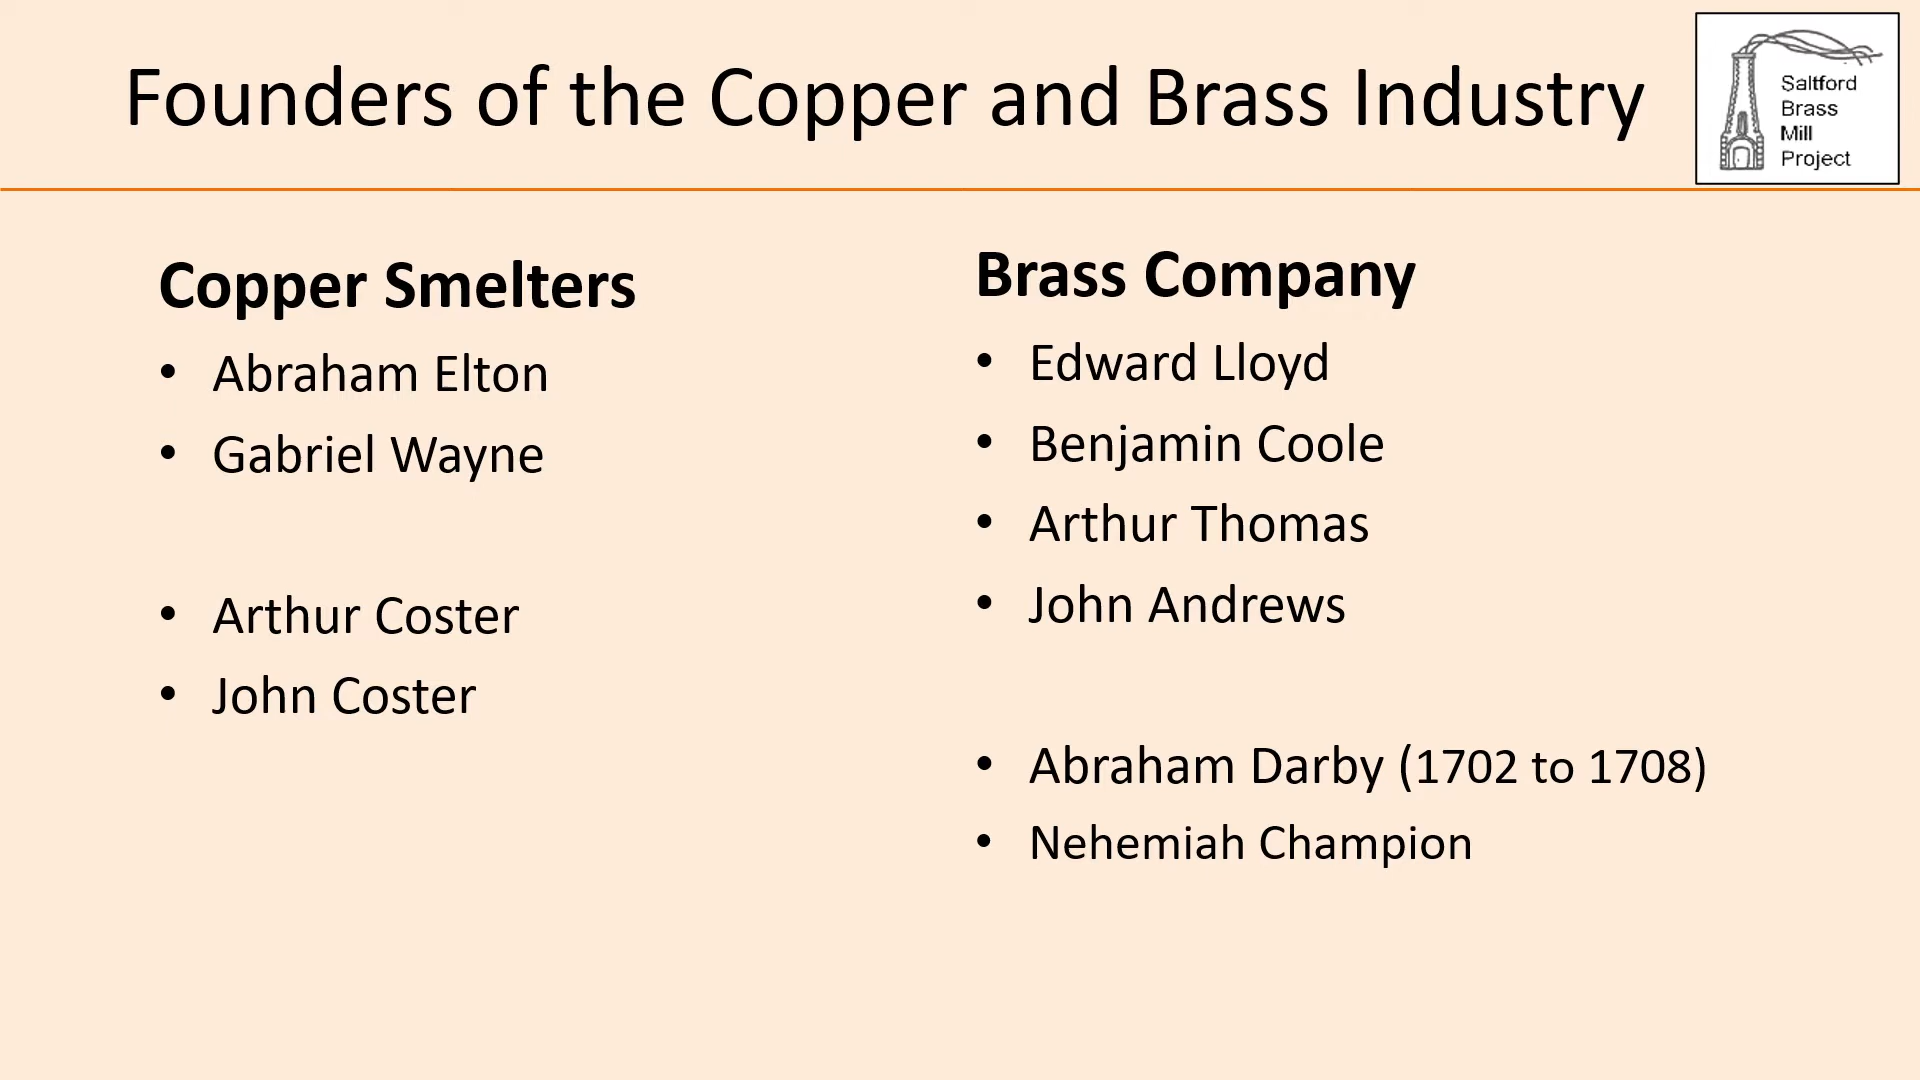 Founders of the Copper and Brass Industry
Saltford
Brass
Mill
Project
Copper Smelters
• Abraham Elton
• Gabriel Wayne
• Arthur Coster
• John Coster
Brass Company
• Edward Lloyd
• Benjamin Coole
• Arthur Thomas
• John Andrews
• Abraham Darby (1702 to 1708)
• Nehemiah Champion